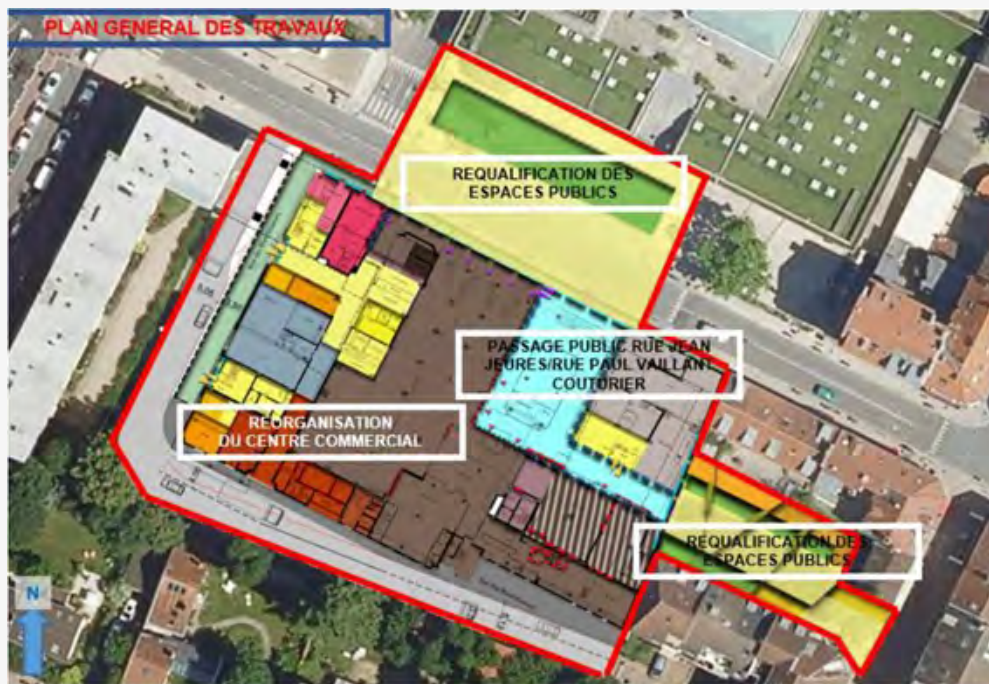 PLAN GENERAL DES TRAVAUX
REQUALIFICATION DES
ESPACES PUBLICS
PASSAGE PUBLIC RUE JEAN
JEURES/RUE PAUL VAILLANT
COUTURIER
REORGANISATION
DU CENTRE COMMERCIAL
REQUALIFICATION DES
ESPACES PUBLICS
N